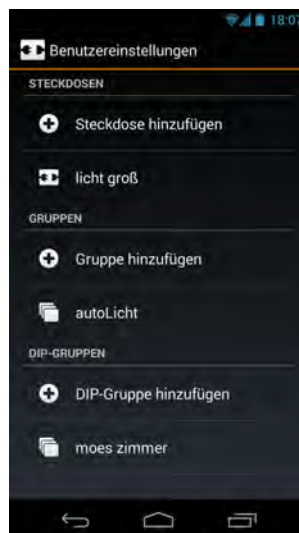 18:07
Benutzereinstellungen
STECKDOSEN
Steckdose hinzufügen
licht groß
GRUPPEN
Gruppe hinzufügen
autoLicht
DIP-GRUPPEN
DIP-Gruppe hinzufügen
moes zimmer